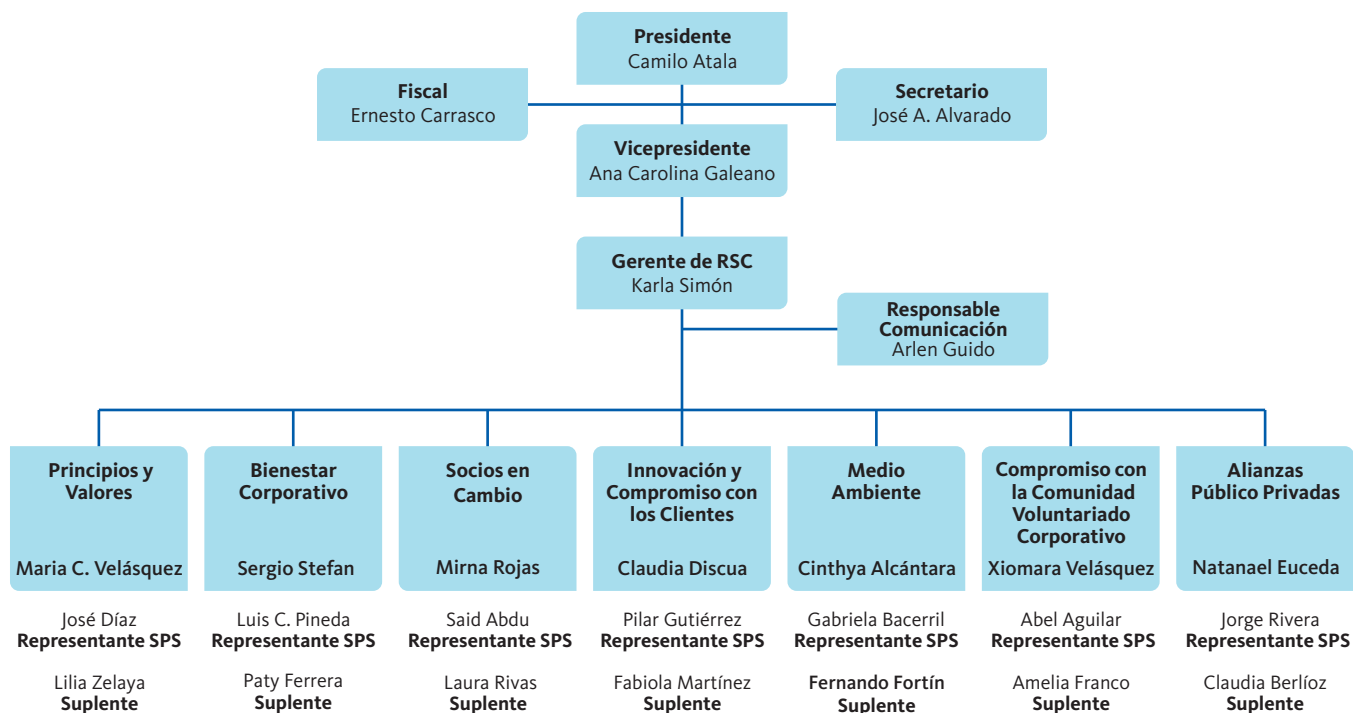 Presidente
Camilo Atala
Fiscal
Ernesto Carrasco
Secretario
José A. Alvarado
Vicepresidente
Ana Carolina Galeano
Gerente de RSC
Karla Simón
Responsable
Comunicación
Arlen Guido
Principios y
Valores
Maria C. Velásquez
José Díaz
Representante SPS
Lilia Zelaya
Suplente
Bienestar
Corporativo
Sergio Stefan
Luis C. Pineda
Representante SPS
Paty Ferrera
Suplente
Socios en
Cambio
Mirna Rojas
Said Abdu
Representante SPS
Laura Rivas
Suplente
Innovación y
Compromiso con
los Clientes
Claudia Discua
Pilar Gutiérrez
Representante SPS
Fabiola Martínez
Suplente
Medio
Ambiente
Cinthya Alcántara
Gabriela Bacerril
Representante SPS
Fernando Fortín
Suplente
Compromiso con
la Comunidad
Voluntariado
Corporativo
Xiomara Velásquez
Abel Aguilar
Representante SPS
Amelia Franco
Suplente
Alianzas
Público Privadas
Natanael Euceda
Jorge Rivera
Representante SPS
Claudia Berlíoz
Suplente